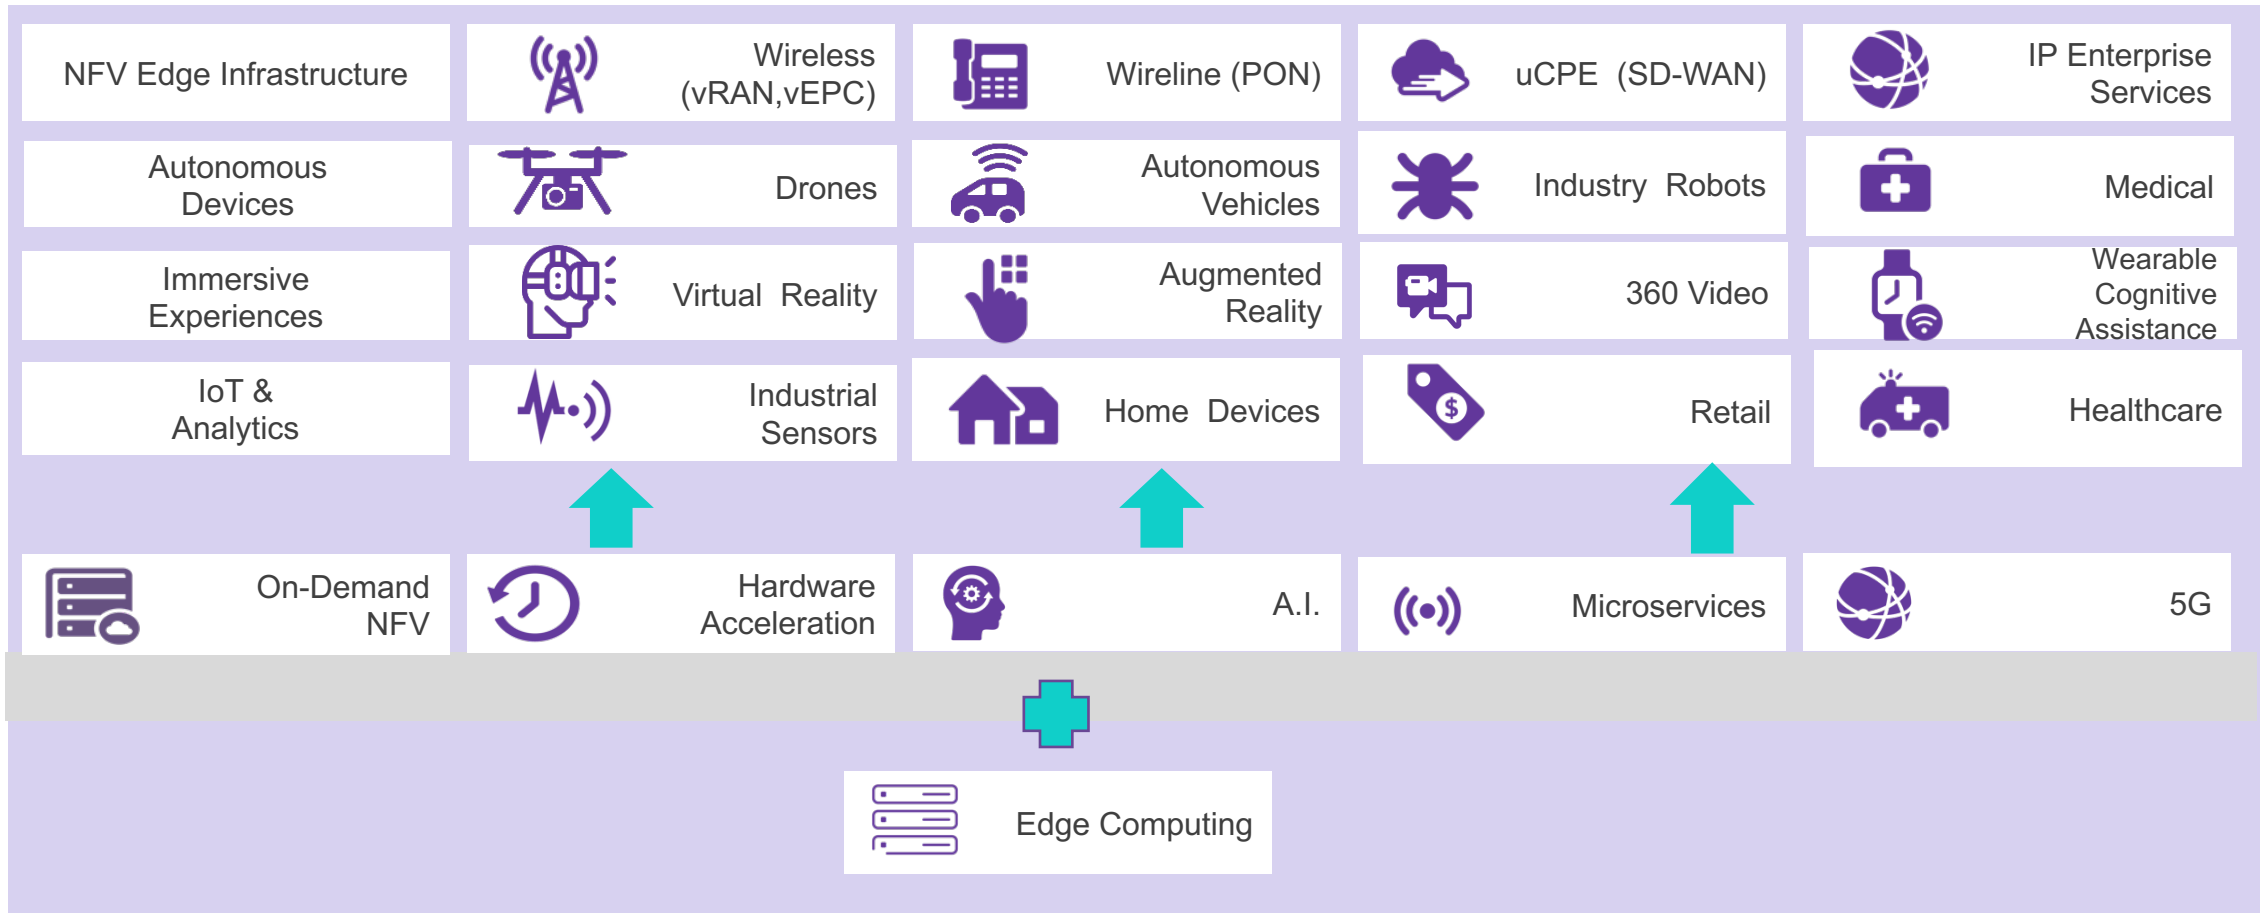 NFV Edge Infrastructure
Wireless
(vRAN,vEPC)
Wireline (PON)
uCPE (SD-WAN)
IP Enterprise
Services
Autonomous
Devices
Drones
Autonomous
Vehicles
Industry Robots
Medical
Immersive
Experiences
Virtual Reality
Augmented
Reality
360 Video
Wearable
Cognitive
Assistance
IoT &
Analytics
Industrial
Sensors
Home Devices
$
Retail
Healthcare
On-Demand
NFV
Hardware
Acceleration
A.I.
Microservices
5G
Edge Computing